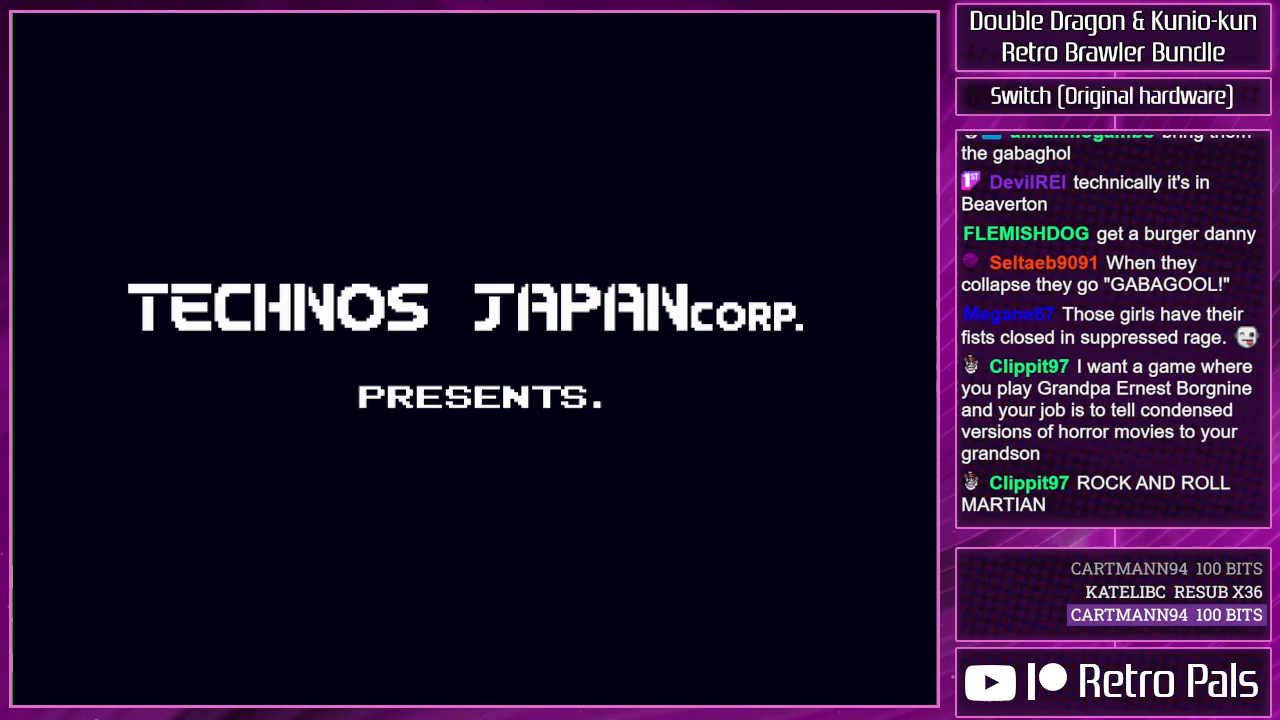 TECHNOS JAPAN CORP.
PRESENTS.
Double Dragon & Kunio-kun
Retro Brawler Bundle
Switch (Original hardware)
the gabaghol
DevilREI technically it's in
Beaverton
FLEMISHDOG get a burger danny
Seltaeb9091 When they
collapse they go "GABAGOOL!"
Megane67 Those girls have their
fists closed in suppressed rage.
Clippit97 I want a game where
you play Grandpa Ernest Borgnine
and your job is to tell condensed
versions of horror movies to your
grandson
Clippit97 ROCK AND ROLL
MARTIAN
CARTMANN94 100 BITS
KATELIBC RESUB X36
CARTMANN94 100 BITS
Retro Pals